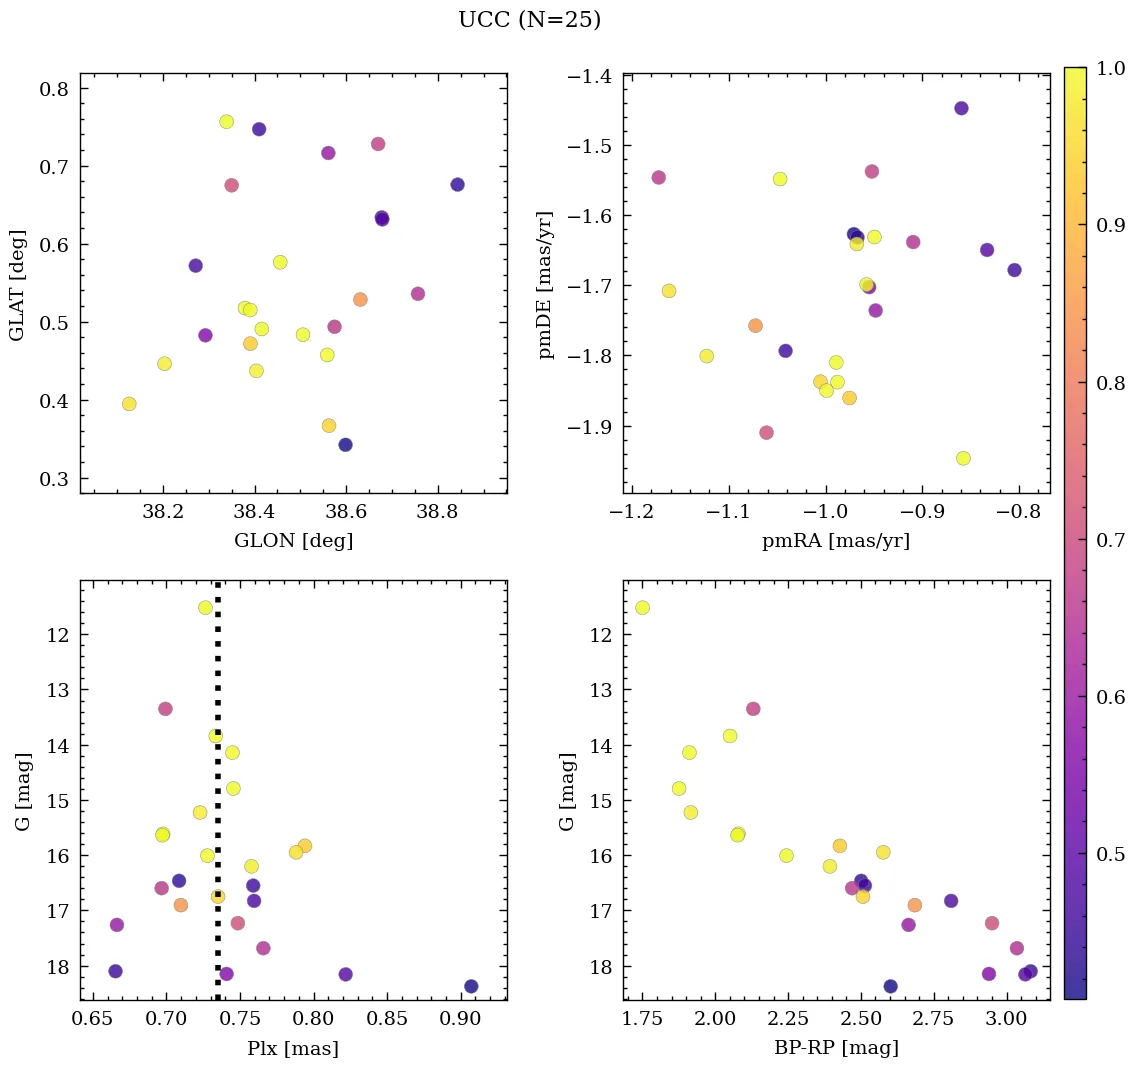 UCC (N=25)
0.8
0.7
0.6
0.5
0.4
0.3
GLAT [deg]
38.2 38.4 38.6 38.8
GLON [deg]
−1.4
−1.5
−1.6
−1.7
−1.8
−1.9
pmDE [mas/yr]
−1.2 −1.1 −1.0 −0.9 −0.8
pmRA [mas/yr]
12
13
14
15
16
17
18
G [mag]
0.65 0.70 0.75 0.80 0.85 0.90
Plx [mas]
12
13
14
15
16
17
18
G [mag]
1.75 2.00 2.25 2.50 2.75 3.00
BP-RP [mag]
1.0
0.9
0.8
0.7
0.6
0.5